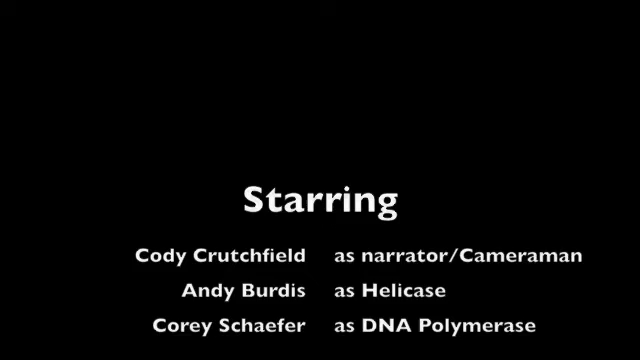 Starring
Cody Crutchfield as narrator/Cameraman
Andy Burdis as Helicase
Corey Schaefer as DNA Polymerase